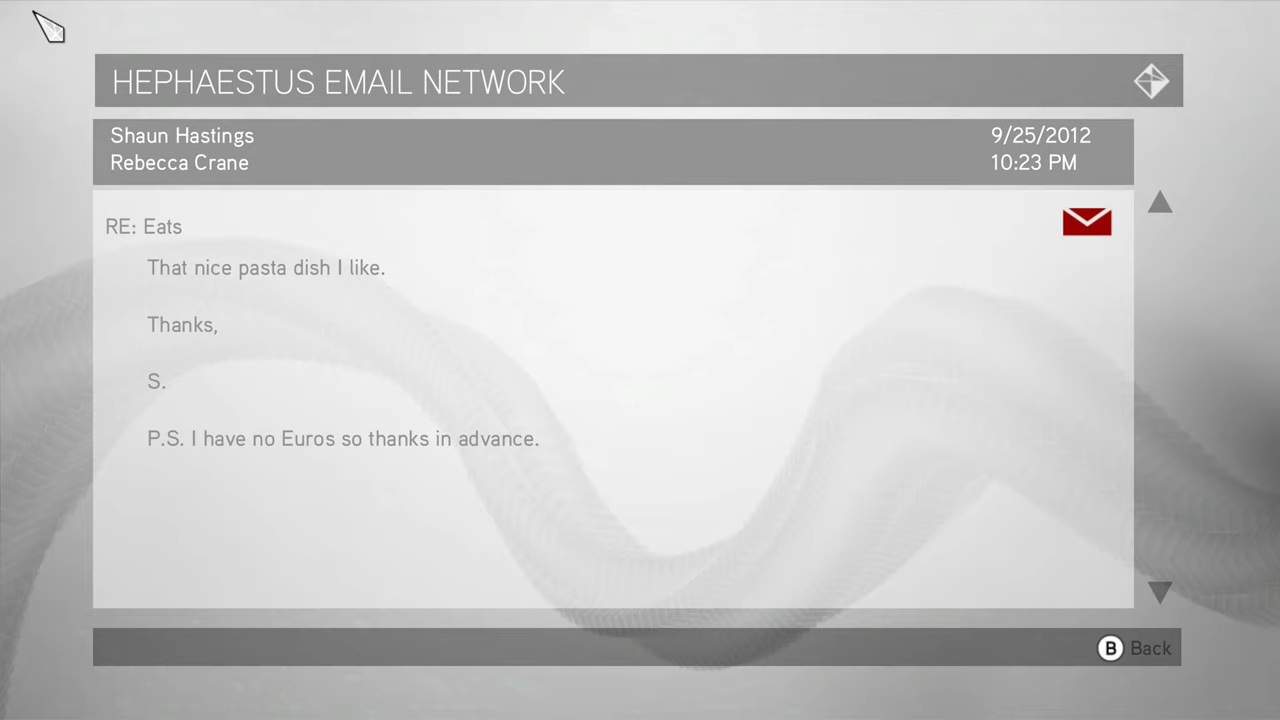 HEPHAESTUS EMAIL NETWORK
Shaun Hastings
9/25/2012
Rebecca Crane
10:23 PM
RE: Eats
That nice pasta dish I like.
Thanks,
S.
P.S. I have no Euros so thanks in advance.
B Back